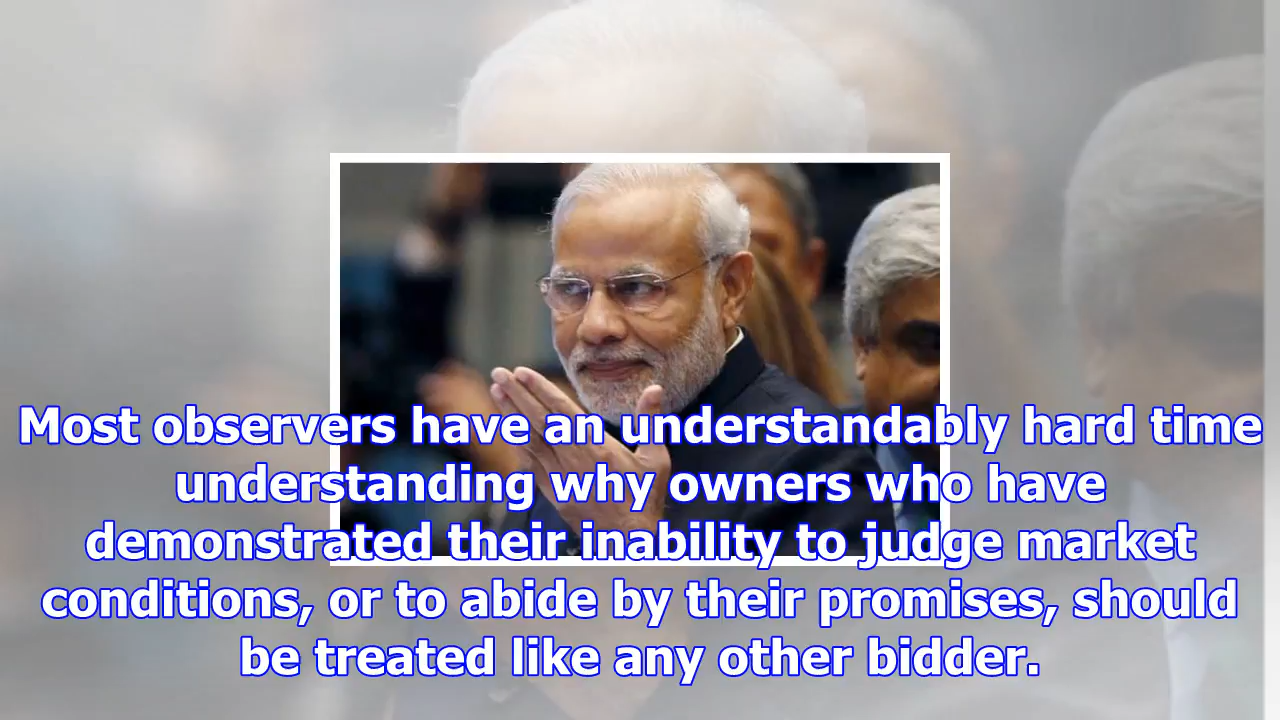 Most observers have an understandably hard time
understanding why owners who have
demonstrated their inability to judge market
conditions, or to abide by their promises, should
be treated like any other bidder.